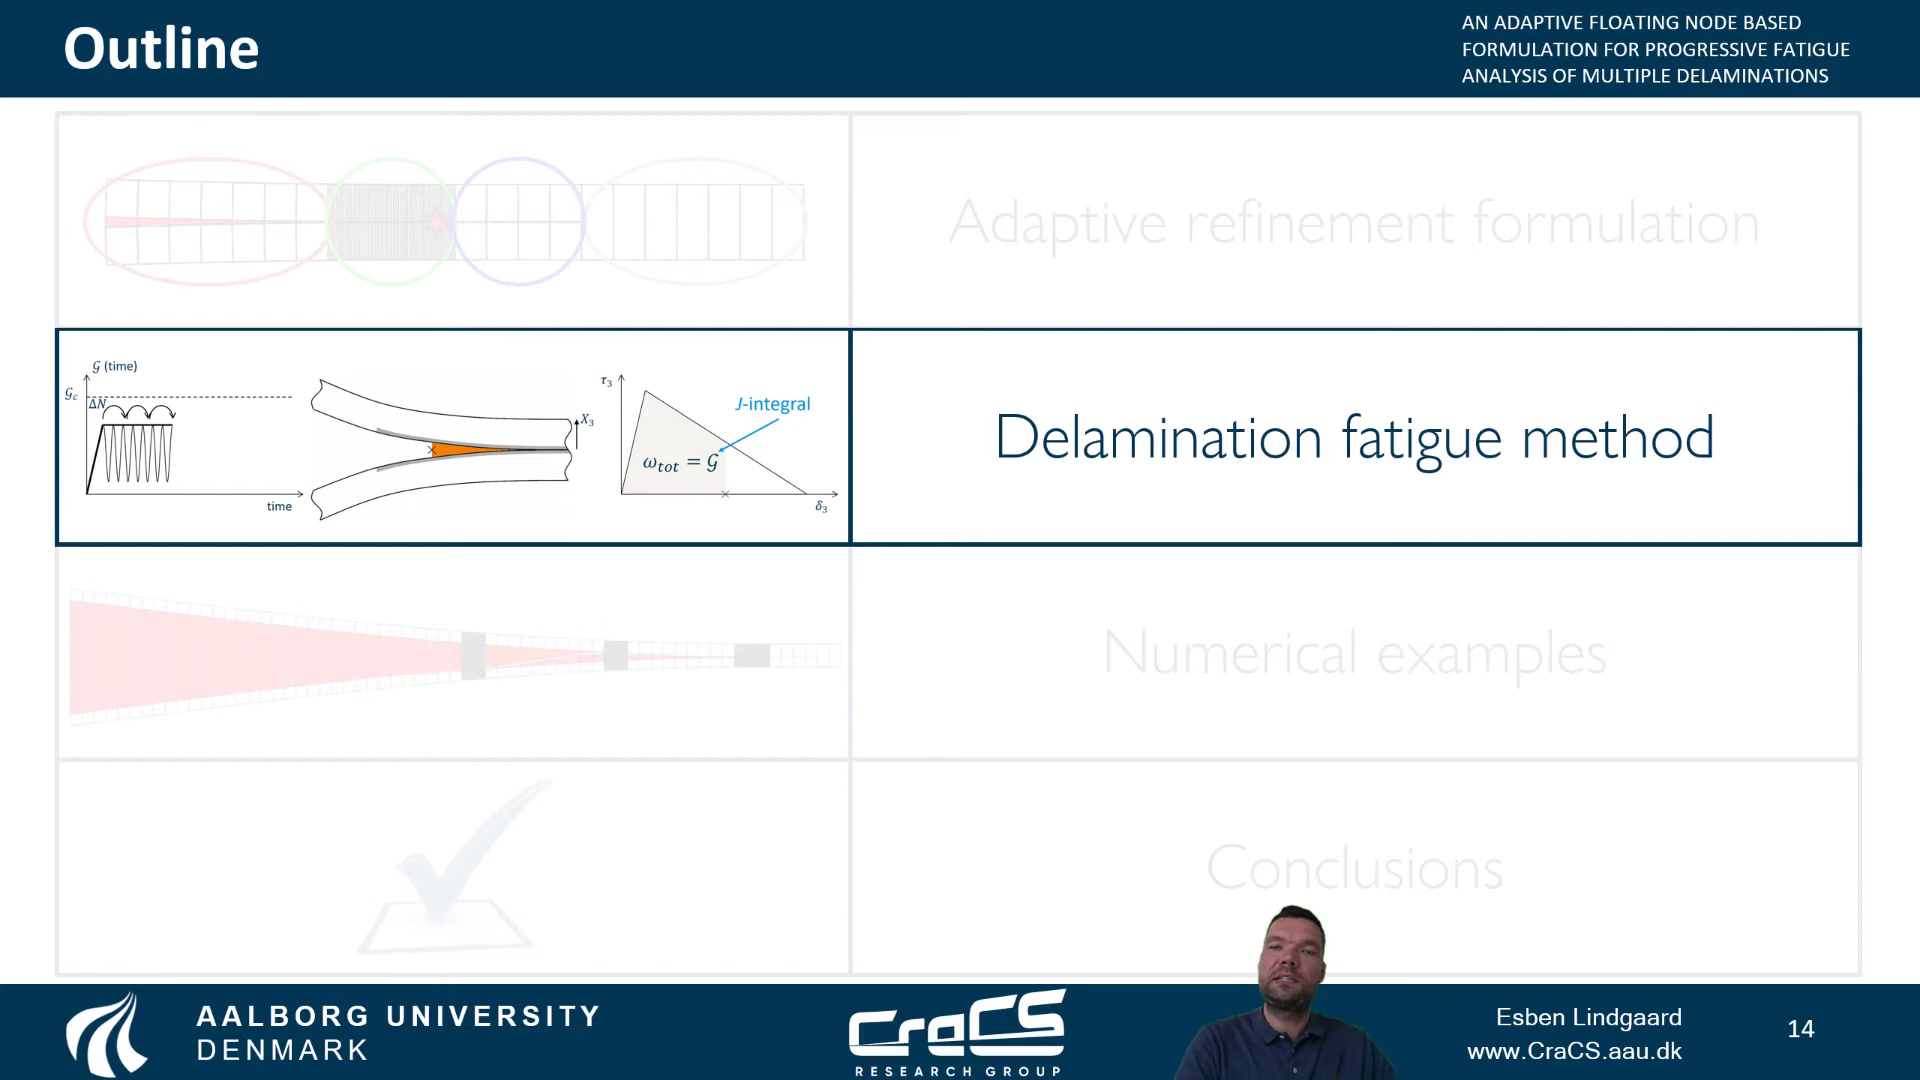 Outline
AN ADAPTIVE FLOATING NODE BASED
FORMULATION FOR PROGRESSIVE FATIGUE
ANALYSIS OF MULTIPLE DELAMINATIONS
Adaptive refinement formulation
𝒢 (time)
𝒢c
ΔN
time
X3
τ3
J-integral
ωtot = 𝒢
δ3
Delamination fatigue method
Numerical examples
Conclusions
AALBORG UNIVERSITY
DENMARK
CraCS
RESEARCH GROUP
Esben Lindgaard
www.CraCS.aau.dk
14